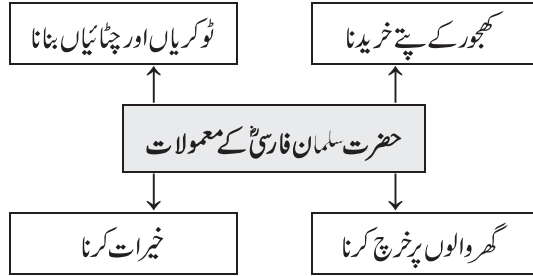 کھجور کے پتے خریدنا
ٹوکریاں اور چٹائیاں بنانا
حضرت سلمان فارسیؓ کے معمولات
گھر والوں پر خرچ کرنا
خیرات کرنا